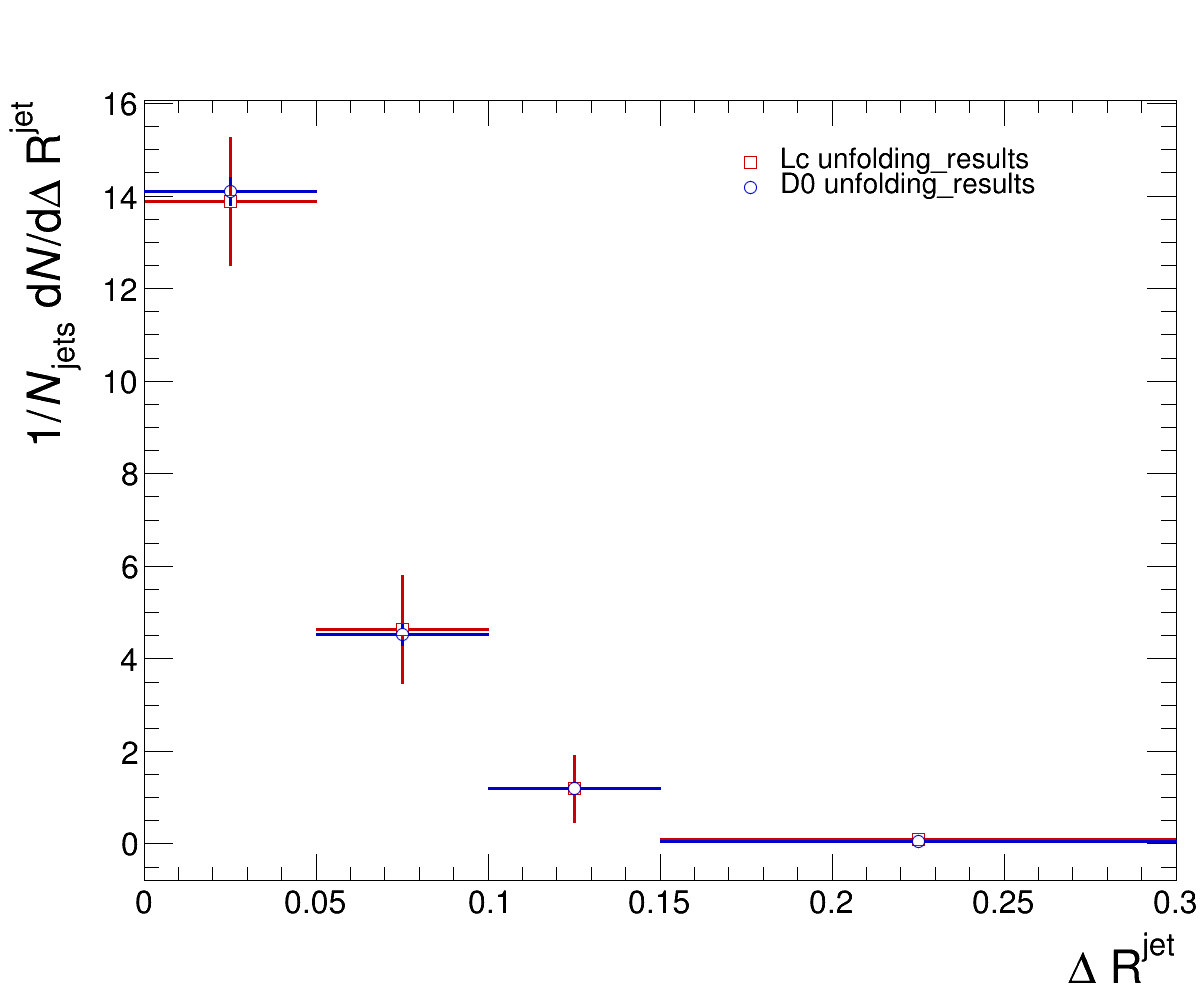 1/N_jets dN/dΔ R^jet
16
14
12
10
8
6
4
2
0
Lc unfolding_results
D0 unfolding_results
0 0.05 0.1 0.15 0.2 0.25 0.3
Δ R^jet